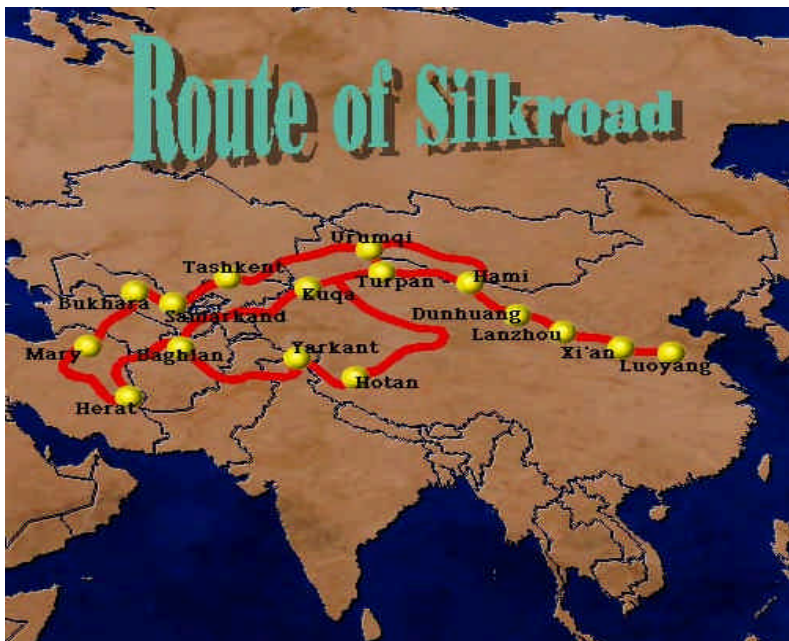 Route of Silkroad
Urumqi
Tashkent
Turpan
Hami
Bukhara
Kuqa
Samarkand
Dunhuang
Lanzhou
Mary
Baghlan
Yarkant
Xi'an
Luoyang
Hotan
Herat